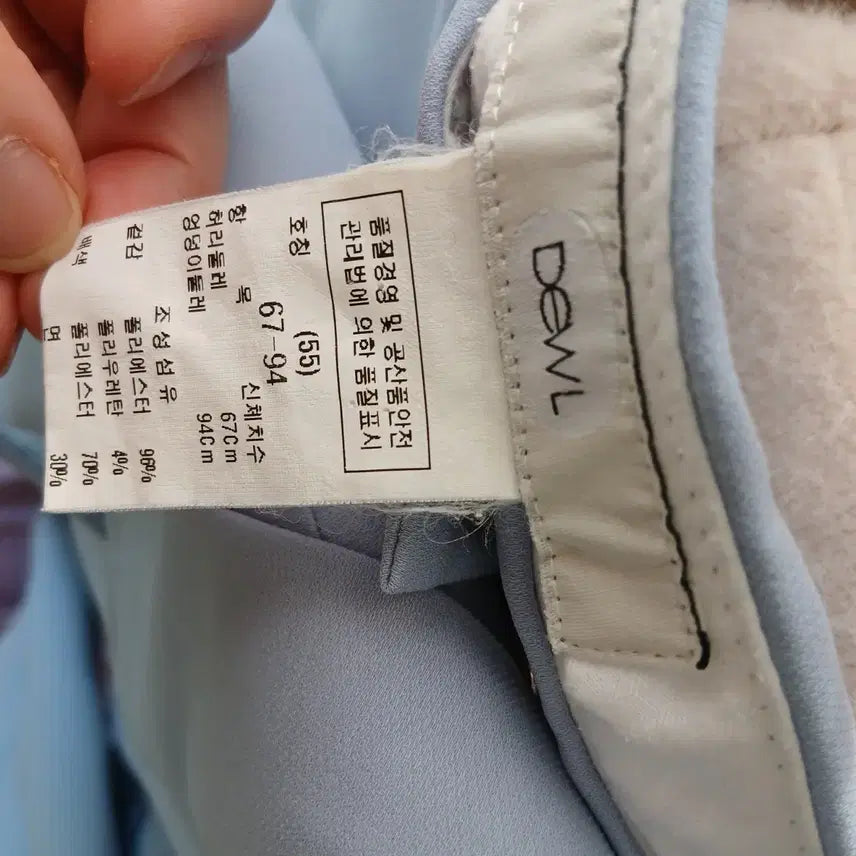 DEWL
품질경영 및 공산품안전
관리법에 의한 품질표시
(55)
호칭 67-94
항 목 신체치수
허리둘레 67Cm
엉덩이둘레 94Cm
조성섬유
겉감 폴리에스터 96%
폴리우레탄 4%
배색 폴리에스터 70%
면 30%